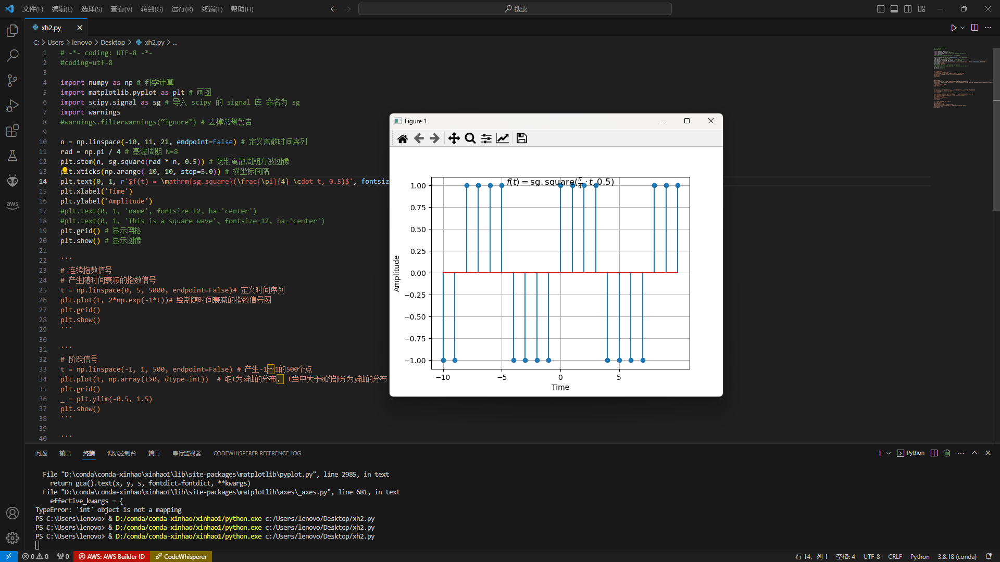 文件(F) 编辑(E) 选择(S) 查看(V) 转到(G) 运行(R) 终端(T) 帮助(H) 搜索
xh2.py
C: > Users > lenovo > Desktop > xh2.py > ...
1 # -*- coding: UTF-8 -*-
2 #coding=utf-8
3
4 import numpy as np # 科学计算
5 import matplotlib.pyplot as plt # 画图
6 import scipy.signal as sg # 导入 scipy 的 signal 库 命名为 sg
7 import warnings
8 #warnings.filterwarnings(“ignore”) # 去掉常规警告
9
10 n = np.linspace(-10, 11, 21, endpoint=False) # 定义离散时间序列
11 rad = np.pi / 4 # 基波周期 N=8
12 plt.stem(n, sg.square(rad * n, 0.5)) # 绘制离散周期方波图像
13 plt.xticks(np.arange(-10, 10, step=5.0)) # 横坐标间隔
14 plt.text(0, 1, r'$f(t) = \mathrm{sg.square}(\frac{\pi}{4} \cdot t, 0.5)$', fontsiz
15 plt.xlabel('Time')
16 plt.ylabel('Amplitude')
17 #plt.text(0, 1, 'name', fontsize=12, ha='center')
18 #plt.text(0, 1, 'This is a square wave', fontsize=12, ha='center')
19 plt.grid() # 显示网格
20 plt.show() # 显示图像
21
22 '''
23 # 连续指数信号
24 # 产生随时间衰减的指数信号
25 t = np.linspace(0, 5, 5000, endpoint=False)# 定义时间序列
26 plt.plot(t, 2*np.exp(-1*t))# 绘制随时间衰减的指数信号图
27 plt.grid()
28 plt.show()
29 '''
30
31 '''
32 # 阶跃信号
33 t = np.linspace(-1, 1, 500, endpoint=False) # 产生-1～1的500个点
34 plt.plot(t, np.array(t>0, dtype=int)) # 取t为x轴的分布， t当中大于0的部分为y轴的分布
35 plt.grid()
36 _ = plt.ylim(-0.5, 1.5)
37 plt.show()
38 '''
39
40 '''
Figure 1
f(t) = sg.square(π/4 · t, 0.5)
1.00
0.75
0.50
0.25
0.00
−0.25
−0.50
−0.75
−1.00
Amplitude
−10 −5 0 5
Time
aws
问题 输出 终端 调试控制台 端口 串行监视器 CODEWHISPERER REFERENCE LOG Python
File "D:\conda\conda-xinhao\xinhao1\lib\site-packages\matplotlib\pyplot.py", line 2985, in text
return gca().text(x, y, s, fontdict=fontdict, **kwargs)
File "D:\conda\conda-xinhao\xinhao1\lib\site-packages\matplotlib\axes\_axes.py", line 681, in text
effective_kwargs = {
TypeError: 'int' object is not a mapping
PS C:\Users\lenovo> & D:/conda/conda-xinhao/xinhao1/python.exe c:/Users/lenovo/Desktop/xh2.py
PS C:\Users\lenovo> & D:/conda/conda-xinhao/xinhao1/python.exe c:/Users/lenovo/Desktop/xh2.py
PS C:\Users\lenovo> & D:/conda/conda-xinhao/xinhao1/python.exe c:/Users/lenovo/Desktop/xh2.py
0 0 0 AWS: AWS Builder ID CodeWhisperer 行 14，列 1 空格: 4 UTF-8 CRLF Python 3.8.18 (conda)